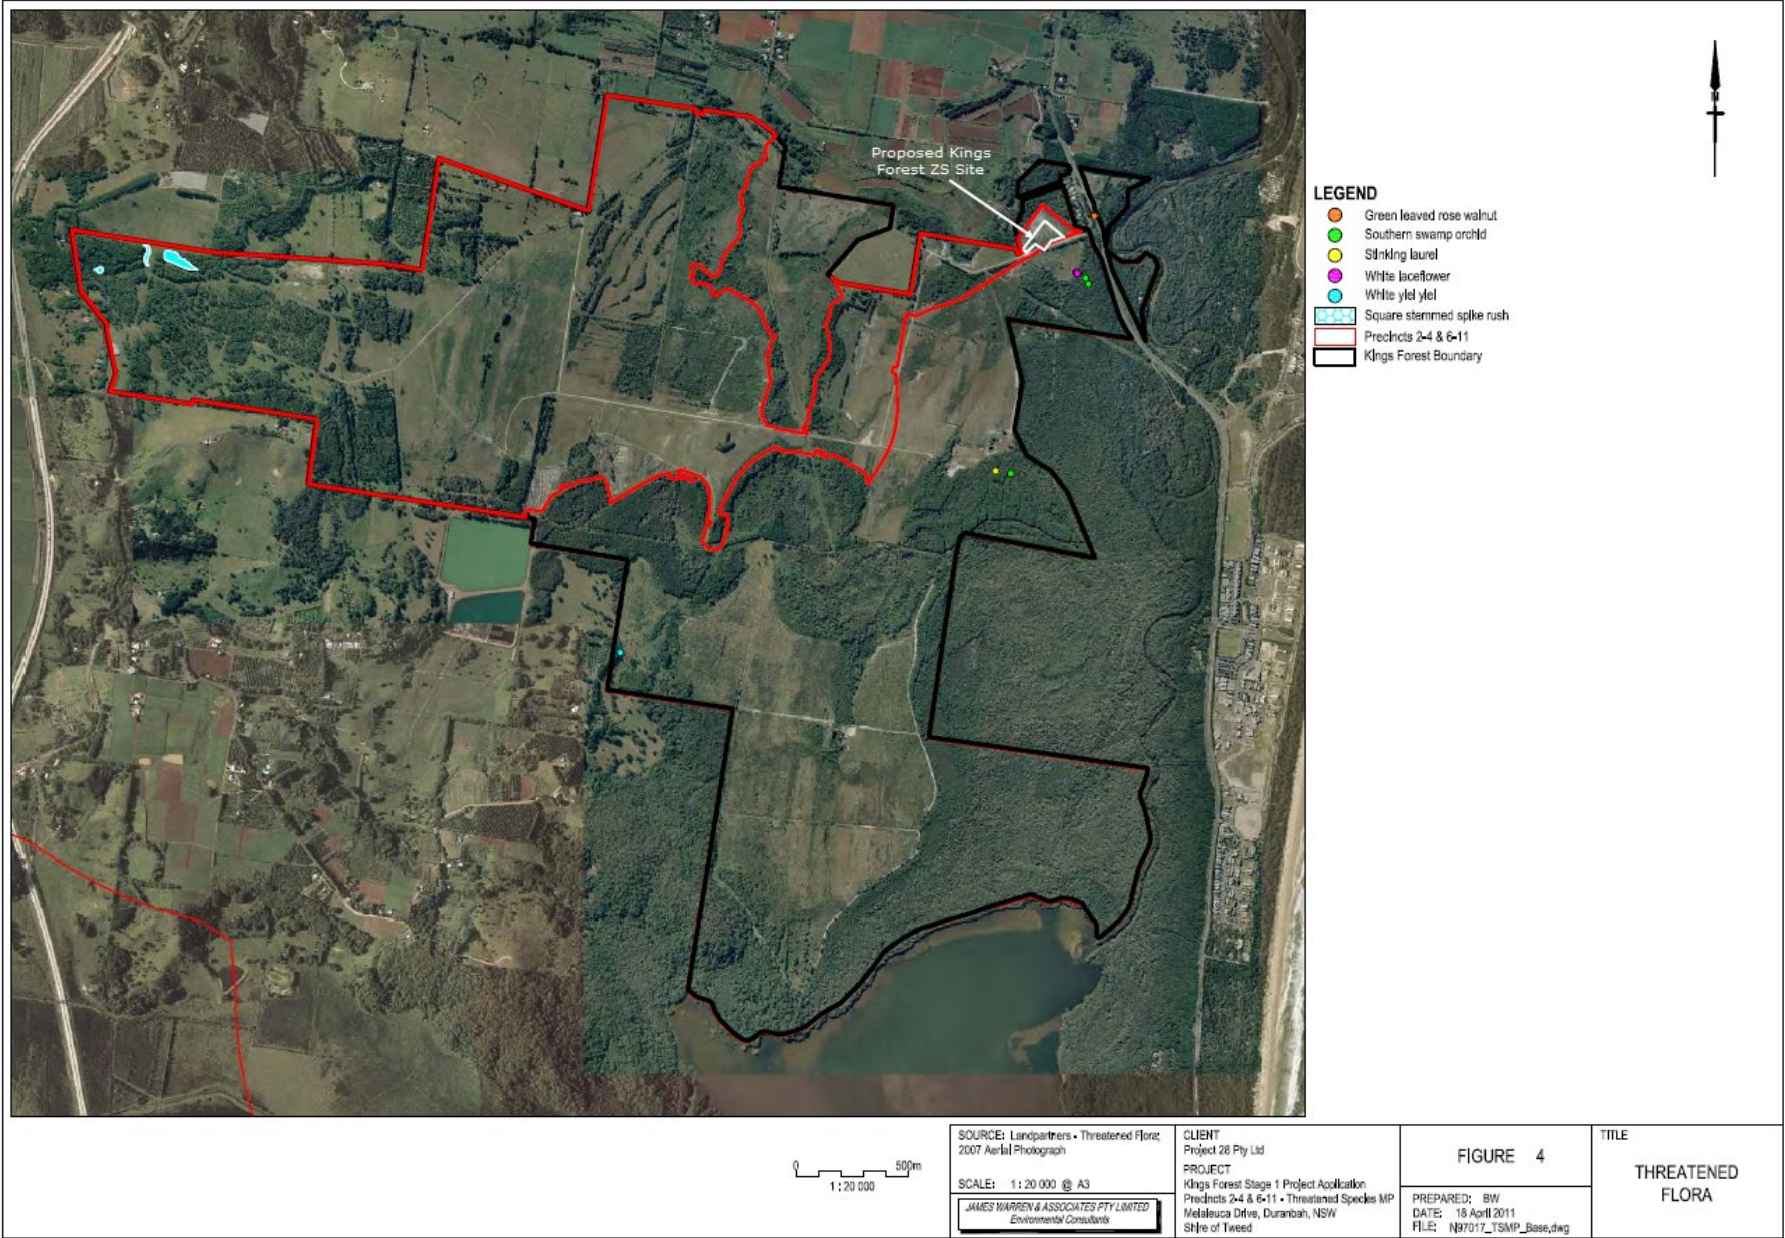 Proposed Kings
Forest ZS Site
N
LEGEND
Green leaved rose walnut
Southern swamp orchid
Stinking laurel
White laceflower
White yiel yiel
Square stemmed spike rush
Precincts 2-4 & 6-11
Kings Forest Boundary
0 500m
1 : 20 000
SOURCE: Landpartners - Threatened Flora;
2007 Aerial Photograph
SCALE: 1 : 20 000 @ A3
JAMES WARREN & ASSOCIATES PTY LIMITED
Environmental Consultants
CLIENT
Project 28 Pty Ltd
PROJECT
Kings Forest Stage 1 Project Application
Precincts 2-4 & 6-11 - Threatened Species MP
Melaleuca Drive, Duranbah, NSW
Shire of Tweed
FIGURE 4
PREPARED: BW
DATE: 18 April 2011
FILE: N97017_TSMP_Base.dwg
TITLE
THREATENED
FLORA